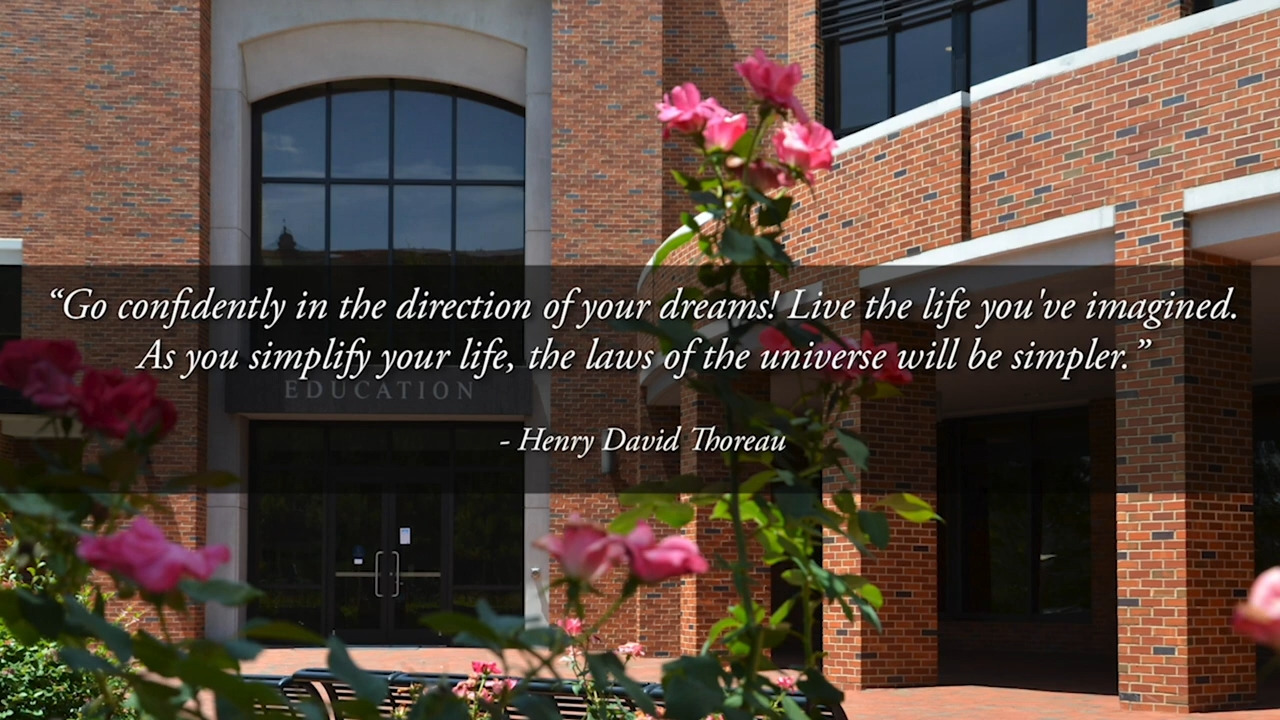 “Go confidently in the direction of your dreams! Live the life you've imagined.
As you simplify your life, the laws of the universe will be simpler.”
EDUCATION
- Henry David Thoreau